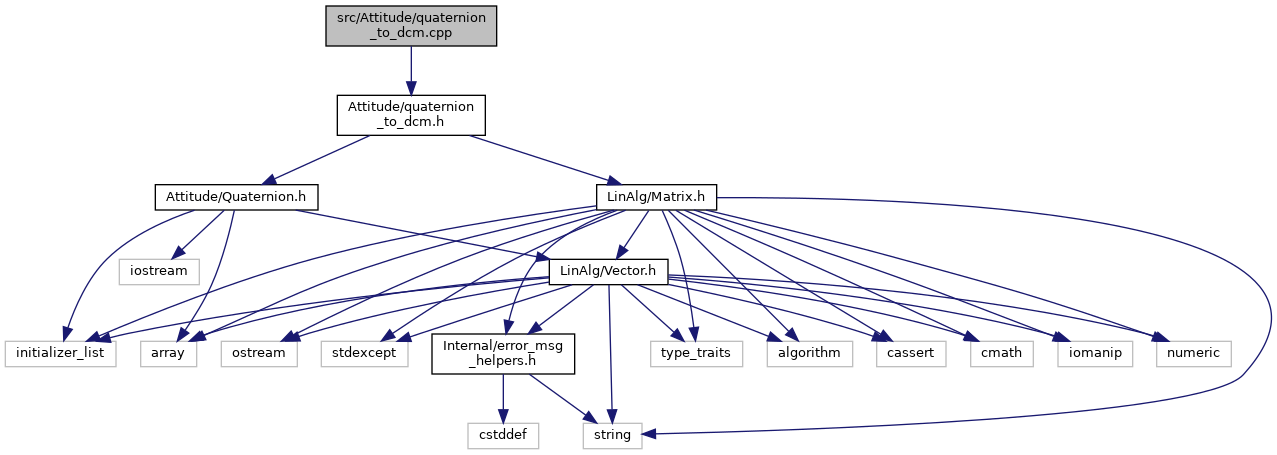 src/Attitude/quaternion
_to_dcm.cpp
Attitude/quaternion
_to_dcm.h
Attitude/Quaternion.h
LinAlg/Matrix.h
iostream
LinAlg/Vector.h
initializer_list
array
ostream
stdexcept
Internal/error_msg
_helpers.h
type_traits
algorithm
cassert
cmath
iomanip
numeric
cstddef
string